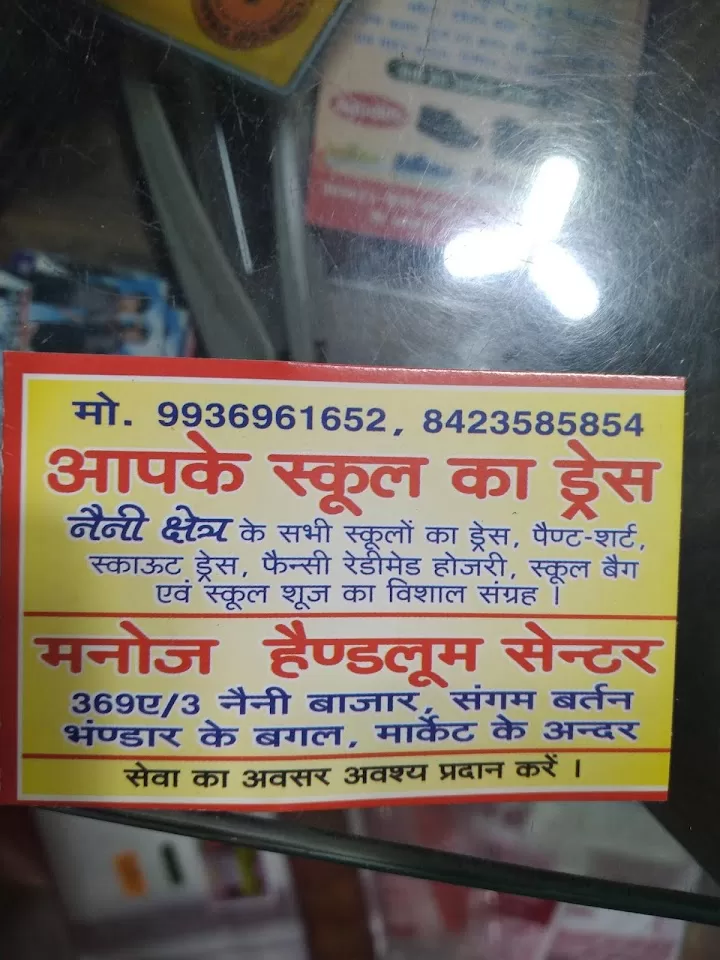 मो. 9936961652, 8423585854
आपके स्कूल का ड्रेस
नैनी क्षेत्र के सभी स्कूलों का ड्रेस, पैण्ट-शर्ट,
स्काऊट ड्रेस, फैन्सी रेडीमेड होजरी, स्कूल बैग
एवं स्कूल शूज का विशाल संग्रह ।
मनोज हैण्डलूम सेन्टर
369ए/3 नैनी बाजार, संगम बर्तन
भंण्डार के बगल, मार्केट के अन्दर
सेवा का अवसर अवश्य प्रदान करें ।